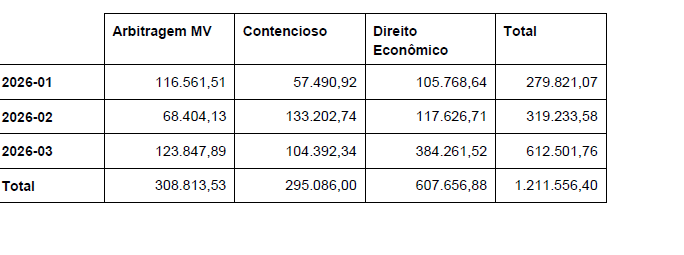 Arbitragem MV Contencioso Direito Econômico Total
2026-01 116.561,51 57.490,92 105.768,64 279.821,07
2026-02 68.404,13 133.202,74 117.626,71 319.233,58
2026-03 123.847,89 104.392,34 384.261,52 612.501,76
Total 308.813,53 295.086,00 607.656,88 1.211.556,40